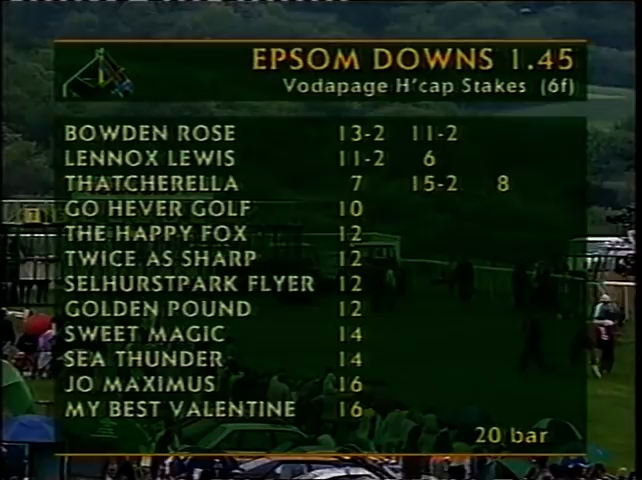 EPSOM DOWNS 1.45
Vodapage H'cap Stakes (6f)
BOWDEN ROSE 13-2 11-2
LENNOX LEWIS 11-2 6
THATCHERELLA 7 15-2 8
GO HEVER GOLF 10
THE HAPPY FOX 12
TWICE AS SHARP 12
SELHURSTPARK FLYER 12
GOLDEN POUND 12
SWEET MAGIC 14
SEA THUNDER 14
JO MAXIMUS 16
MY BEST VALENTINE 16
20 bar